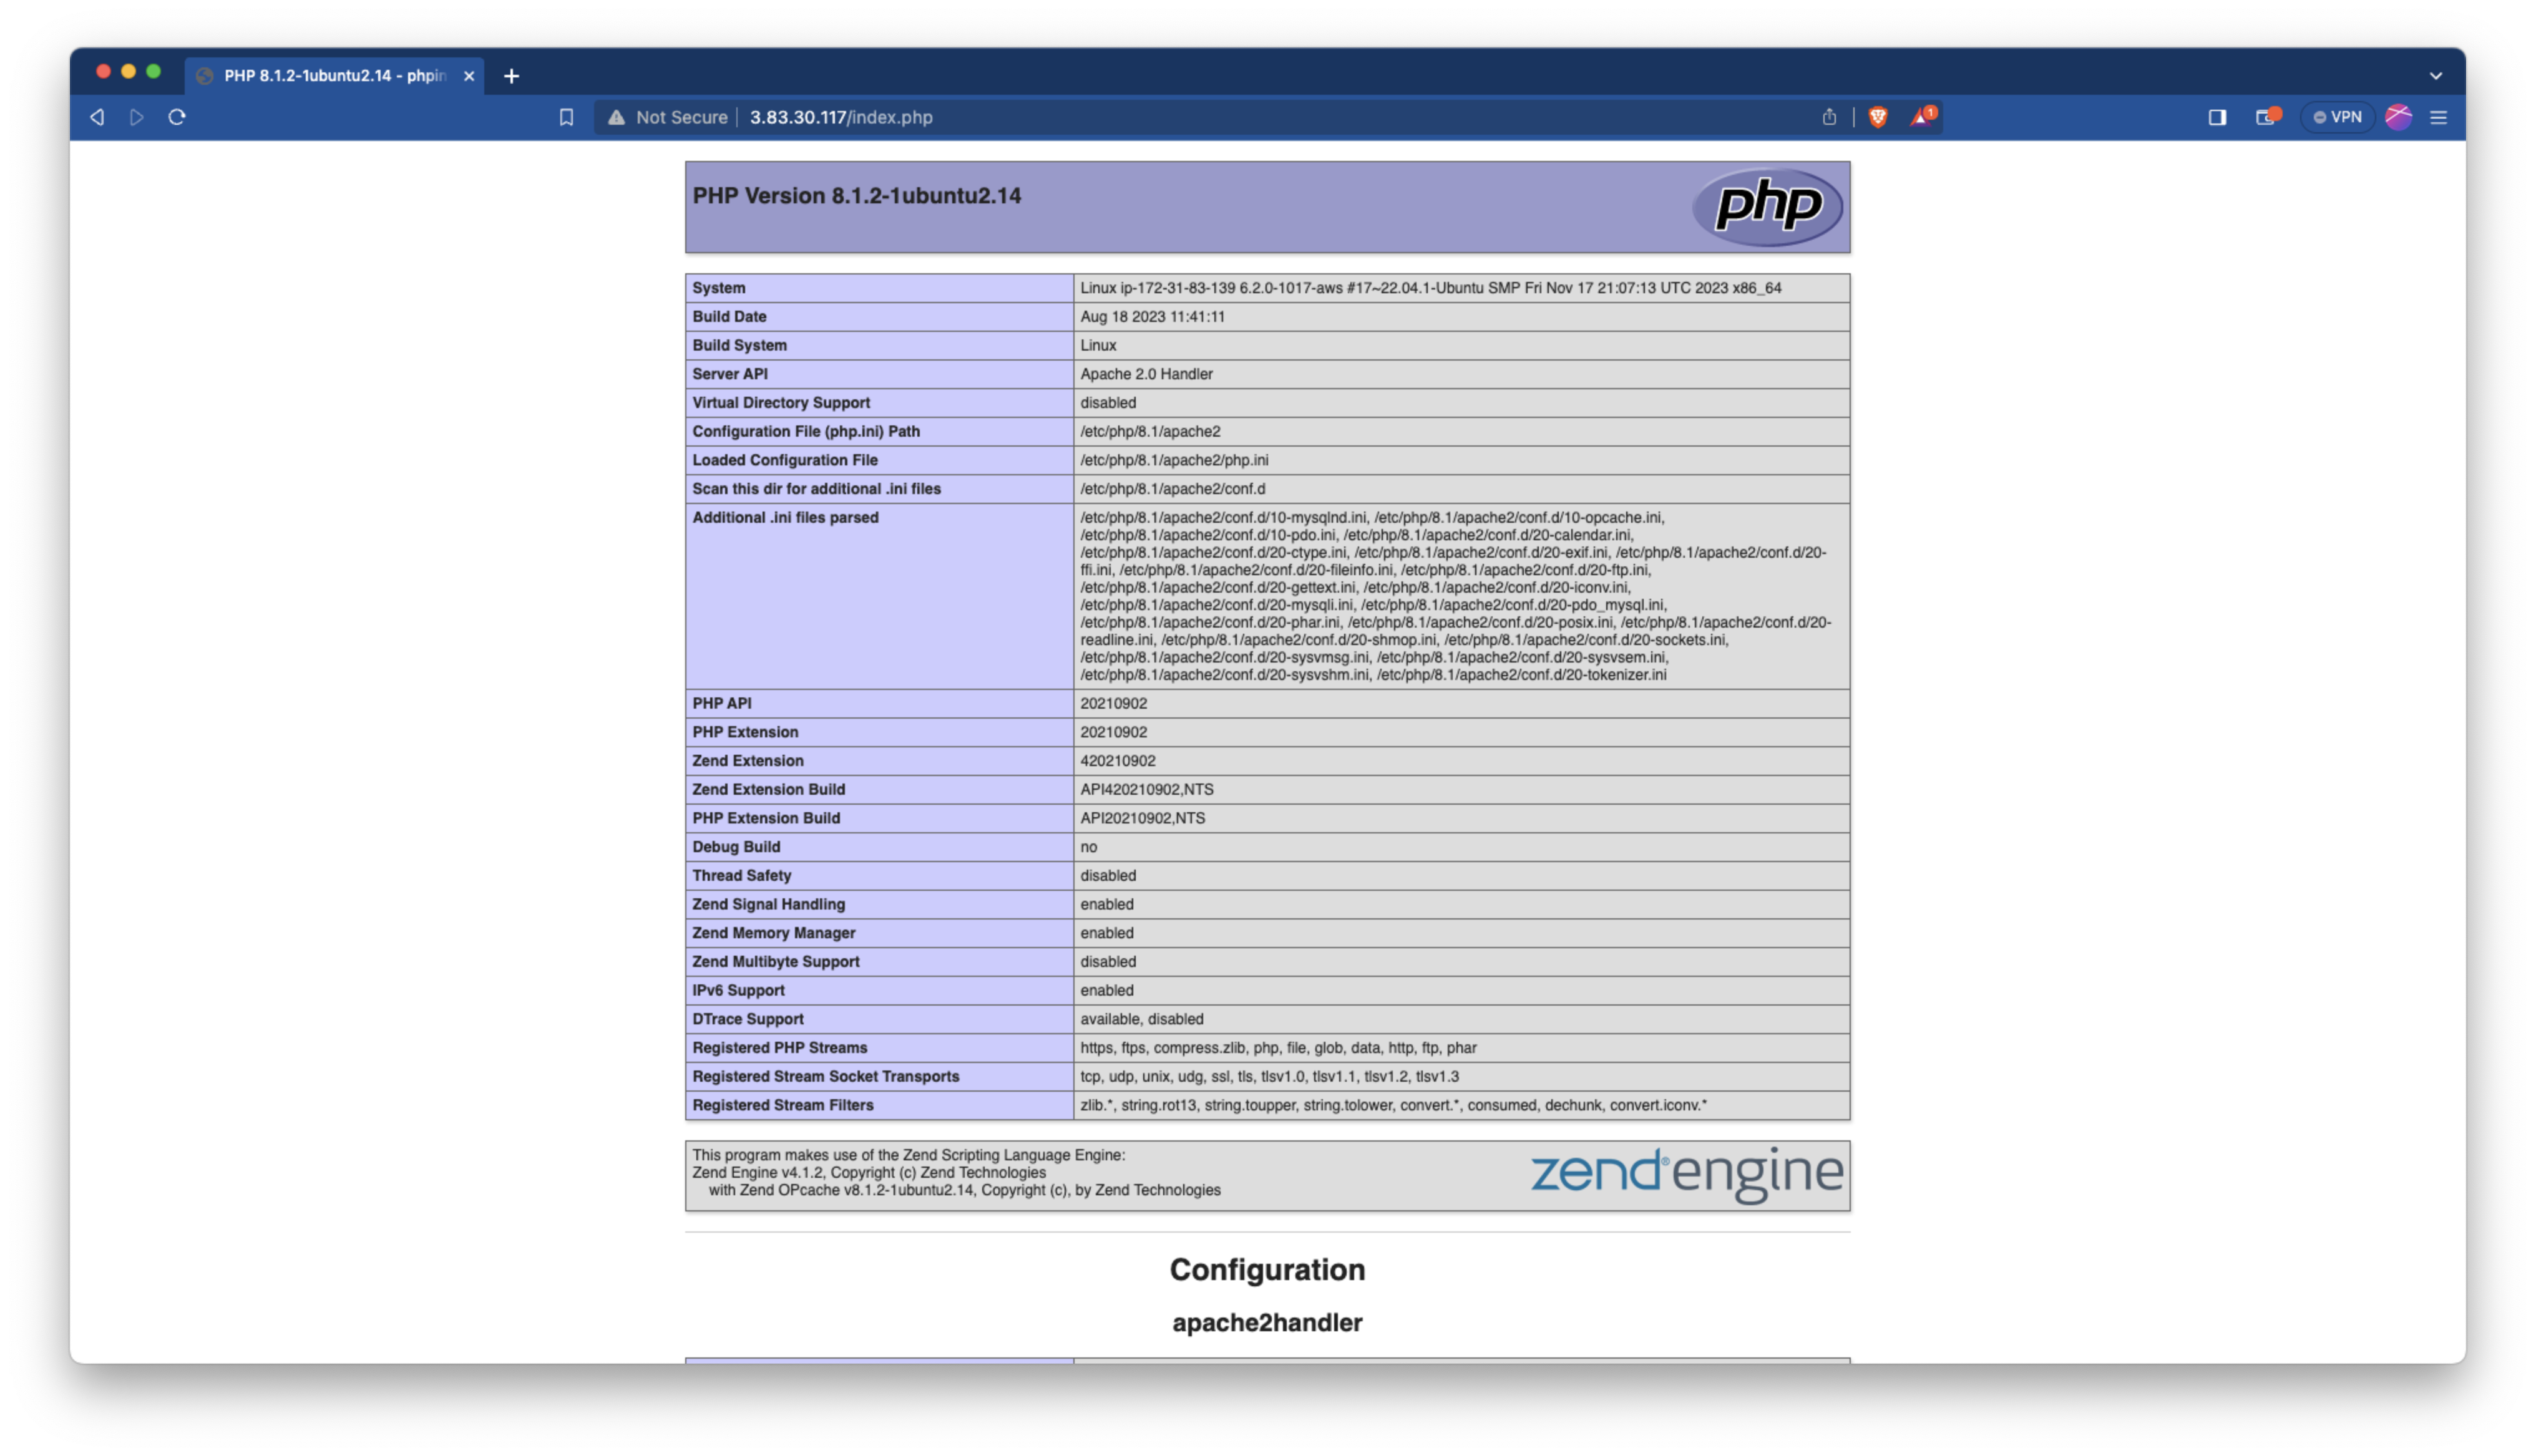 PHP 8.1.2-1ubuntu2.14 - phpin
Not Secure 3.83.30.117/index.php
1
VPN
PHP Version 8.1.2-1ubuntu2.14
php
System Linux ip-172-31-83-139 6.2.0-1017-aws #17~22.04.1-Ubuntu SMP Fri Nov 17 21:07:13 UTC 2023 x86_64
Build Date Aug 18 2023 11:41:11
Build System Linux
Server API Apache 2.0 Handler
Virtual Directory Support disabled
Configuration File (php.ini) Path /etc/php/8.1/apache2
Loaded Configuration File /etc/php/8.1/apache2/php.ini
Scan this dir for additional .ini files /etc/php/8.1/apache2/conf.d
Additional .ini files parsed /etc/php/8.1/apache2/conf.d/10-mysqlnd.ini, /etc/php/8.1/apache2/conf.d/10-opcache.ini,
/etc/php/8.1/apache2/conf.d/10-pdo.ini, /etc/php/8.1/apache2/conf.d/20-calendar.ini,
/etc/php/8.1/apache2/conf.d/20-ctype.ini, /etc/php/8.1/apache2/conf.d/20-exif.ini, /etc/php/8.1/apache2/conf.d/20-
ffi.ini, /etc/php/8.1/apache2/conf.d/20-fileinfo.ini, /etc/php/8.1/apache2/conf.d/20-ftp.ini,
/etc/php/8.1/apache2/conf.d/20-gettext.ini, /etc/php/8.1/apache2/conf.d/20-iconv.ini,
/etc/php/8.1/apache2/conf.d/20-mysqli.ini, /etc/php/8.1/apache2/conf.d/20-pdo_mysql.ini,
/etc/php/8.1/apache2/conf.d/20-phar.ini, /etc/php/8.1/apache2/conf.d/20-posix.ini, /etc/php/8.1/apache2/conf.d/20-
readline.ini, /etc/php/8.1/apache2/conf.d/20-shmop.ini, /etc/php/8.1/apache2/conf.d/20-sockets.ini,
/etc/php/8.1/apache2/conf.d/20-sysvmsg.ini, /etc/php/8.1/apache2/conf.d/20-sysvsem.ini,
/etc/php/8.1/apache2/conf.d/20-sysvshm.ini, /etc/php/8.1/apache2/conf.d/20-tokenizer.ini
PHP API 20210902
PHP Extension 20210902
Zend Extension 420210902
Zend Extension Build API420210902,NTS
PHP Extension Build API20210902,NTS
Debug Build no
Thread Safety disabled
Zend Signal Handling enabled
Zend Memory Manager enabled
Zend Multibyte Support disabled
IPv6 Support enabled
DTrace Support available, disabled
Registered PHP Streams https, ftps, compress.zlib, php, file, glob, data, http, ftp, phar
Registered Stream Socket Transports tcp, udp, unix, udg, ssl, tls, tlsv1.0, tlsv1.1, tlsv1.2, tlsv1.3
Registered Stream Filters zlib.*, string.rot13, string.toupper, string.tolower, convert.*, consumed, dechunk, convert.iconv.*
This program makes use of the Zend Scripting Language Engine:
Zend Engine v4.1.2, Copyright (c) Zend Technologies
with Zend OPcache v8.1.2-1ubuntu2.14, Copyright (c), by Zend Technologies
zend® engine
Configuration
apache2handler